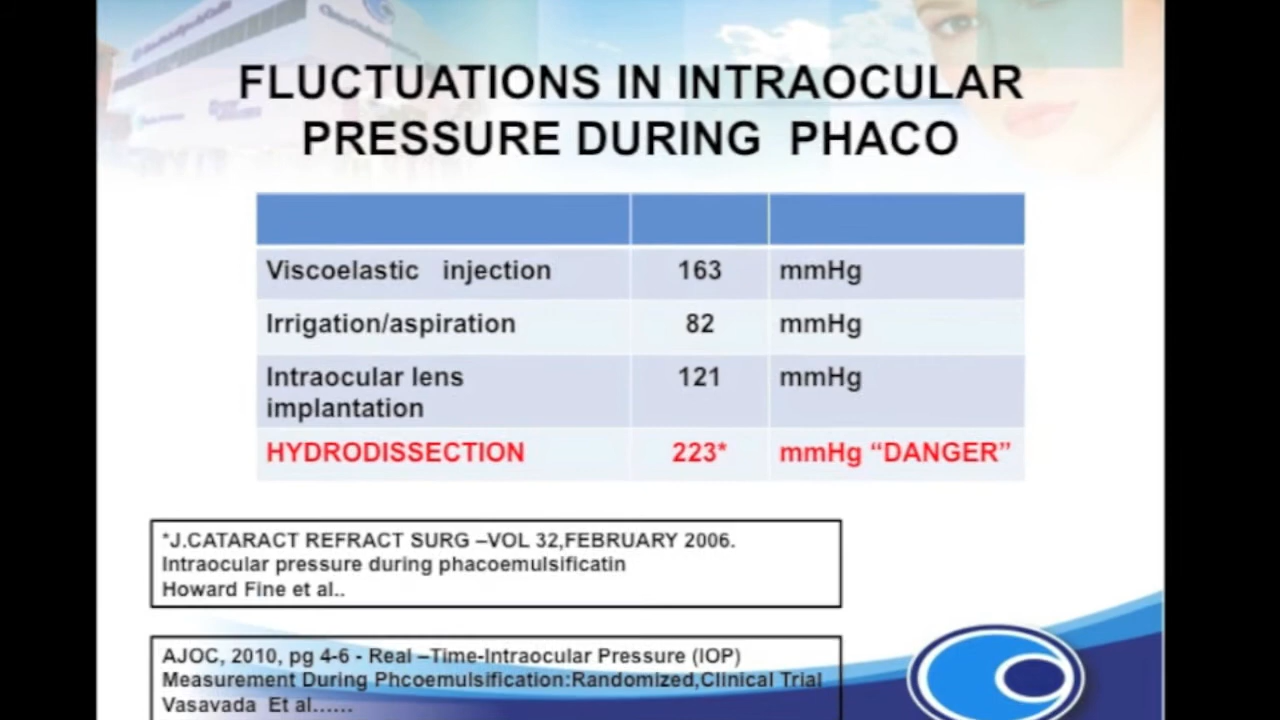 FLUCTUATIONS IN INTRAOCULAR
PRESSURE DURING PHACO
Viscoelastic injection 163 mmHg
Irrigation/aspiration 82 mmHg
Intraocular lens
implantation 121 mmHg
HYDRODISSECTION 223* mmHg “DANGER”
*J.CATARACT REFRACT SURG –VOL 32,FEBRUARY 2006.
Intraocular pressure during phacoemulsificatin
Howard Fine et al..
AJOC, 2010, pg 4-6 - Real –Time-Intraocular Pressure (IOP)
Measurement During Phcoemulsification:Randomized,Clinical Trial
Vasavada Et al......